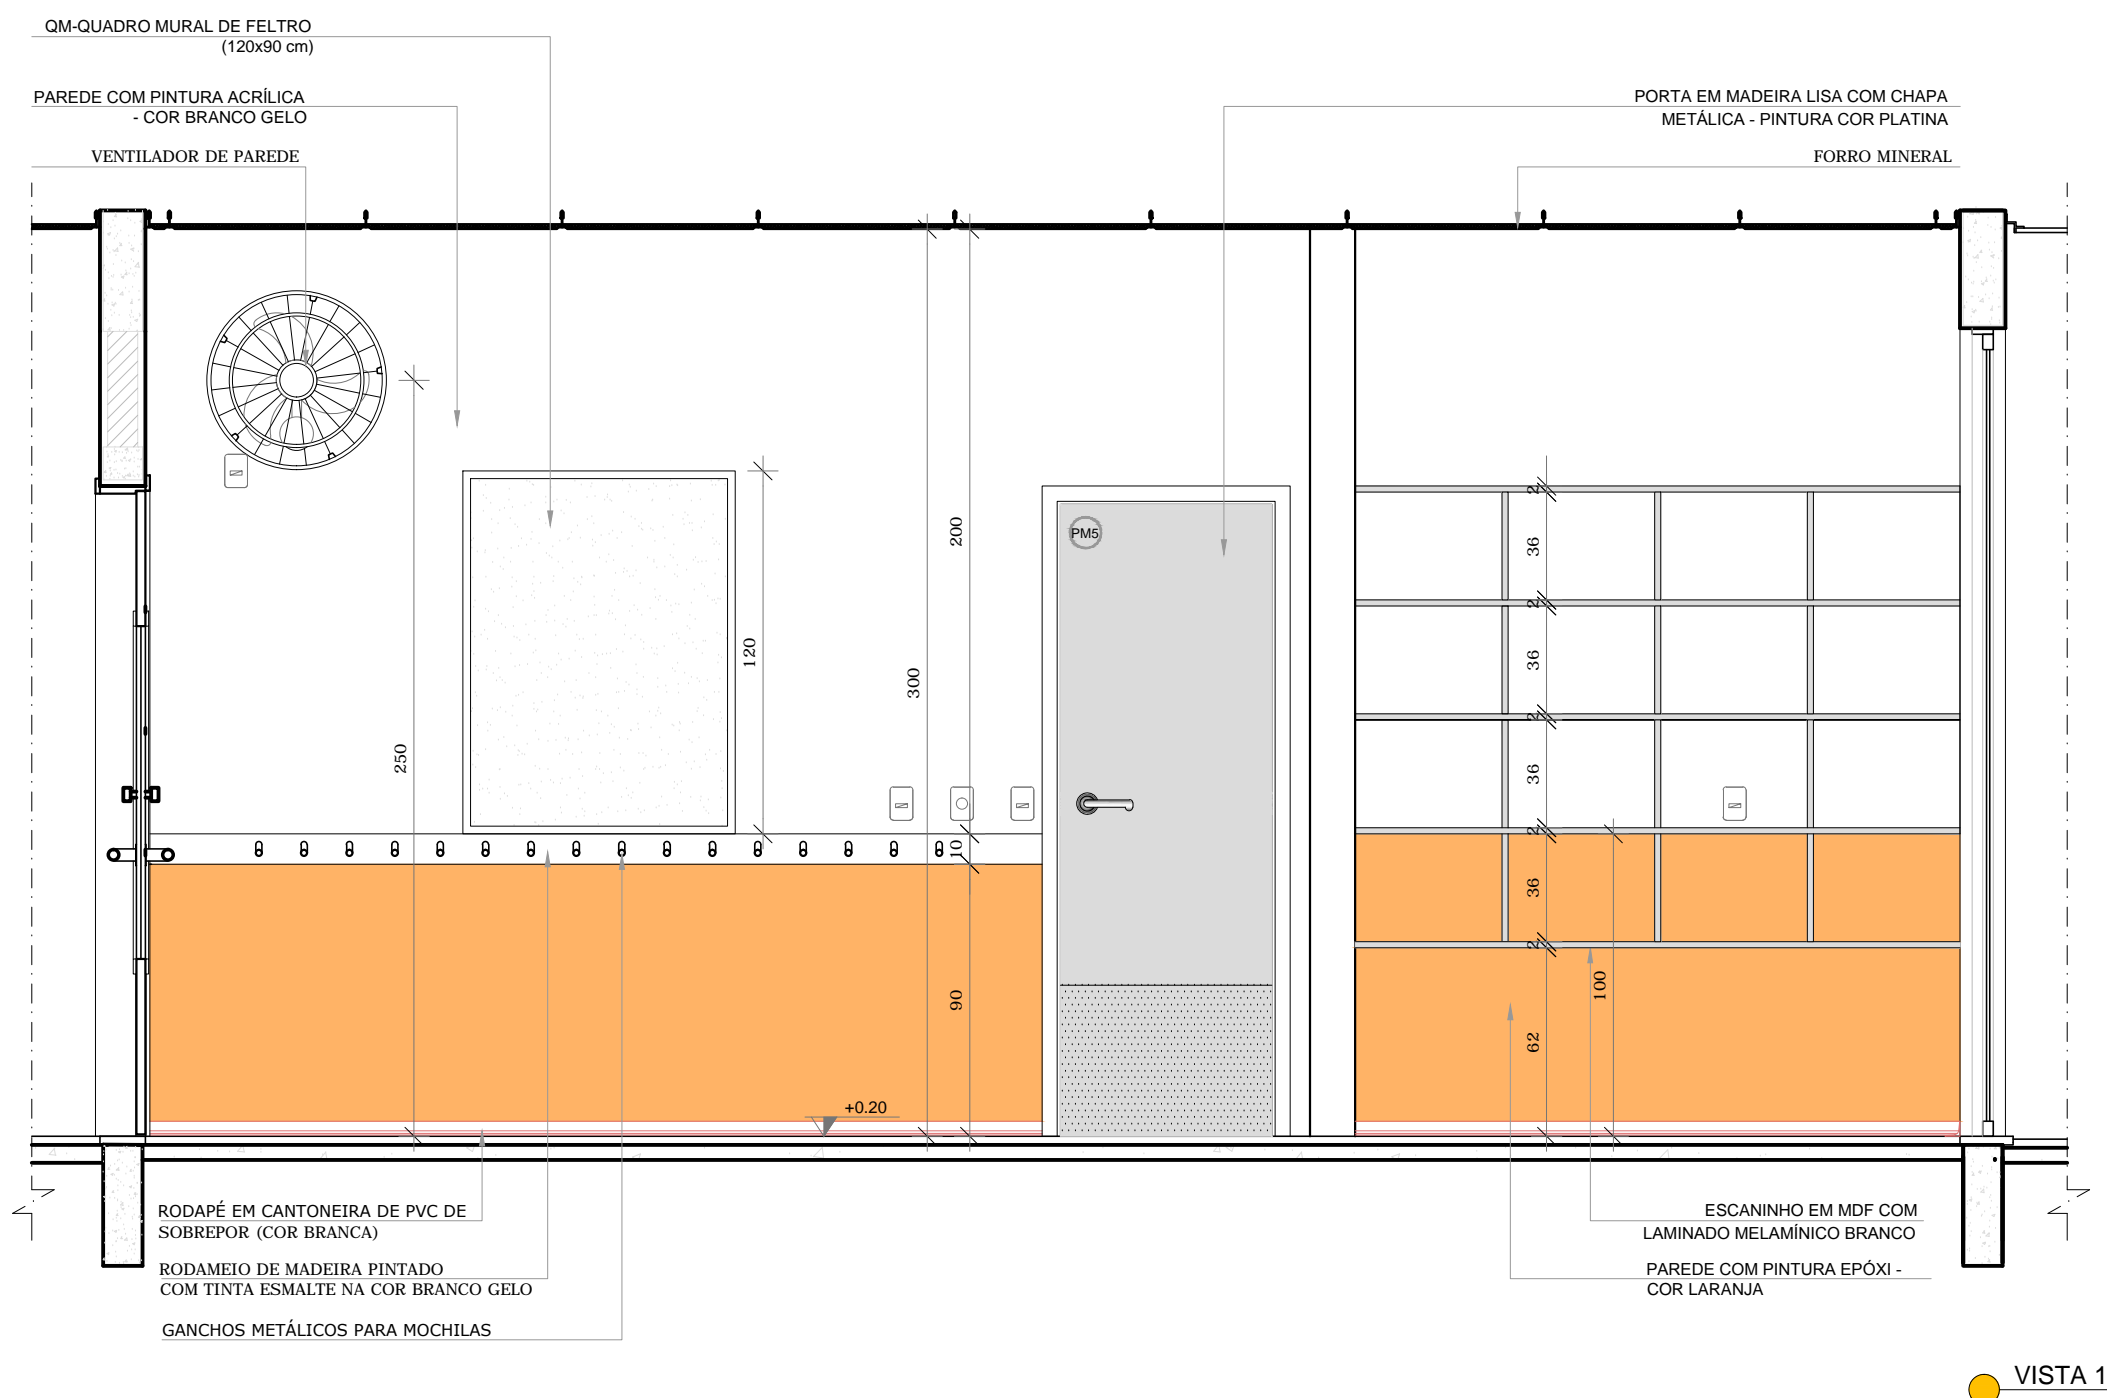 QM-QUADRO MURAL DE FELTRO
(120x90 cm)
PAREDE COM PINTURA ACRÍLICA
- COR BRANCO GELO
VENTILADOR DE PAREDE
PORTA EM MADEIRA LISA COM CHAPA
METÁLICA - PINTURA COR PLATINA
FORRO MINERAL
PM5
250
120
300
200
10
90
2
36
2
36
2
36
2
36
2
62
100
+0.20
RODAPÉ EM CANTONEIRA DE PVC DE
SOBREPOR (COR BRANCA)
RODAMEIO DE MADEIRA PINTADO
COM TINTA ESMALTE NA COR BRANCO GELO
GANCHOS METÁLICOS PARA MOCHILAS
ESCANINHO EM MDF COM
LAMINADO MELAMÍNICO BRANCO
PAREDE COM PINTURA EPÓXI -
COR LARANJA
VISTA 1